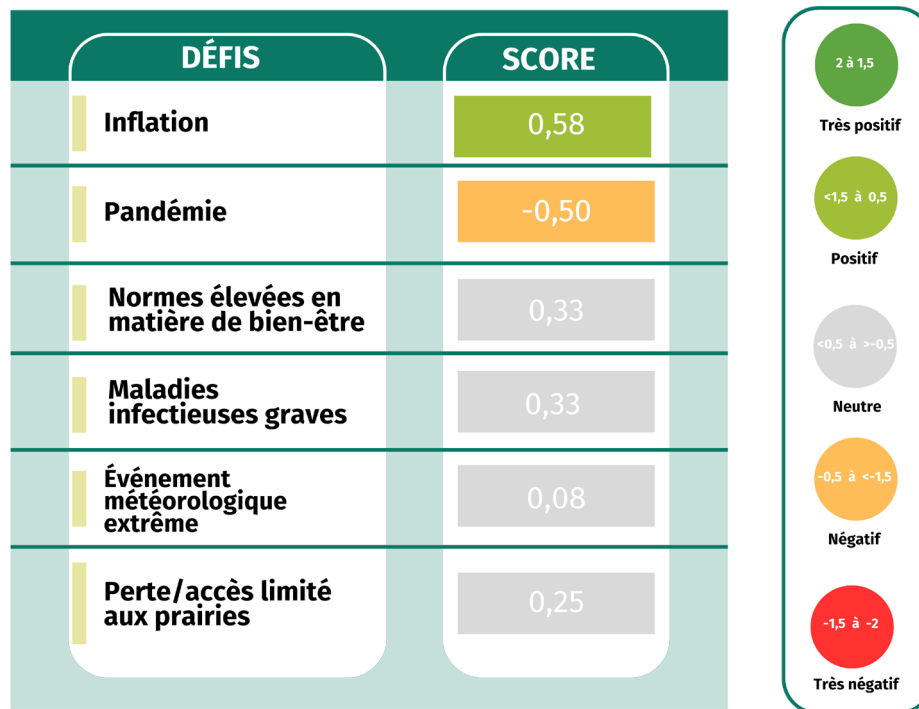 DÉFIS SCORE
Inflation 0,58
Pandémie -0,50
Normes élevées en
matière de bien-être
0,33
Maladies
infectieuses graves
0,33
Événement
météorologique
extrême
0,08
Perte/accès limité
aux prairies
0,25
2 à 1,5
Très positif
<1,5 à 0,5
Positif
<0,5 à >-0,5
Neutre
-0,5 à <-1,5
Négatif
-1,5 à -2
Très négatif